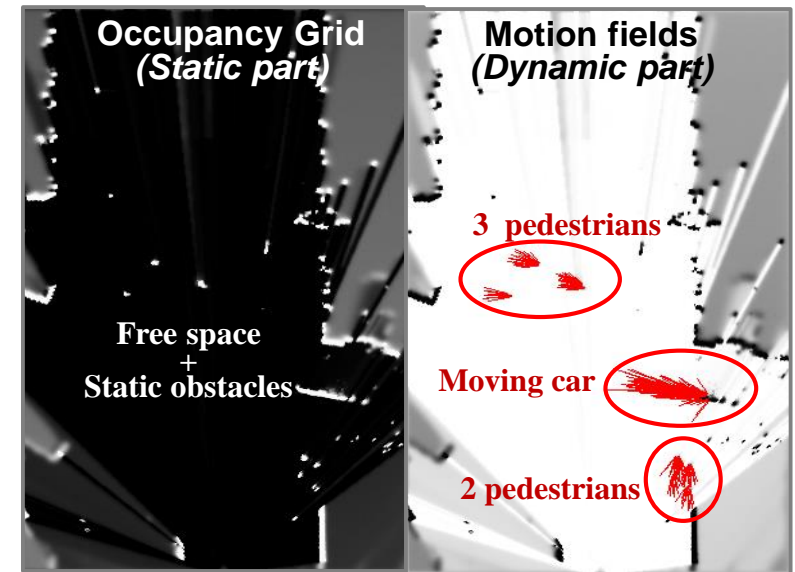 Occupancy Grid
(Static part)
Free space
+
Static obstacles
Motion fields
(Dynamic part)
3 pedestrians
Moving car
2 pedestrians